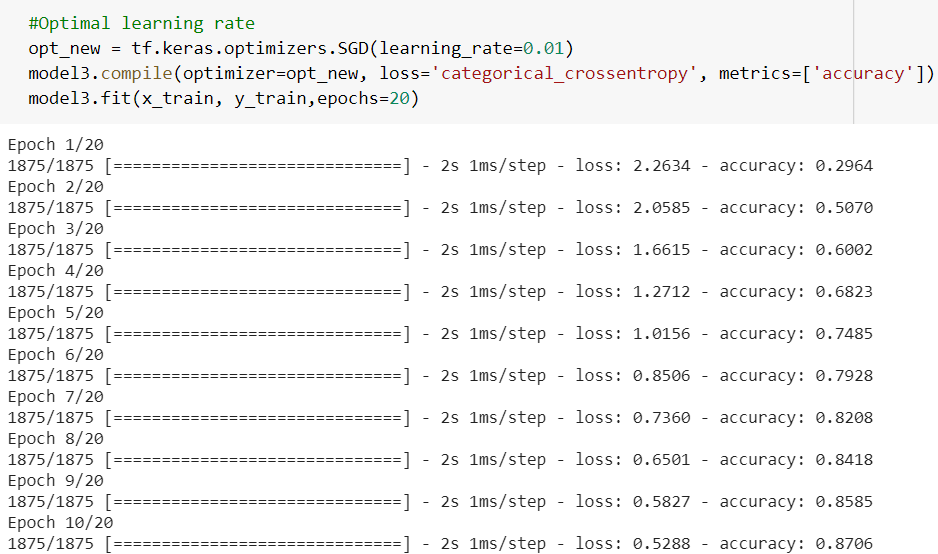 #Optimal learning rate
opt_new = tf.keras.optimizers.SGD(learning_rate=0.01)
model3.compile(optimizer=opt_new, loss='categorical_crossentropy', metrics=['accuracy'])
model3.fit(x_train, y_train,epochs=20)
Epoch 1/20
1875/1875 [==============================] - 2s 1ms/step - loss: 2.2634 - accuracy: 0.2964
Epoch 2/20
1875/1875 [==============================] - 2s 1ms/step - loss: 2.0585 - accuracy: 0.5070
Epoch 3/20
1875/1875 [==============================] - 2s 1ms/step - loss: 1.6615 - accuracy: 0.6002
Epoch 4/20
1875/1875 [==============================] - 2s 1ms/step - loss: 1.2712 - accuracy: 0.6823
Epoch 5/20
1875/1875 [==============================] - 2s 1ms/step - loss: 1.0156 - accuracy: 0.7485
Epoch 6/20
1875/1875 [==============================] - 2s 1ms/step - loss: 0.8506 - accuracy: 0.7928
Epoch 7/20
1875/1875 [==============================] - 2s 1ms/step - loss: 0.7360 - accuracy: 0.8208
Epoch 8/20
1875/1875 [==============================] - 2s 1ms/step - loss: 0.6501 - accuracy: 0.8418
Epoch 9/20
1875/1875 [==============================] - 2s 1ms/step - loss: 0.5827 - accuracy: 0.8585
Epoch 10/20
1875/1875 [==============================] - 2s 1ms/step - loss: 0.5288 - accuracy: 0.8706